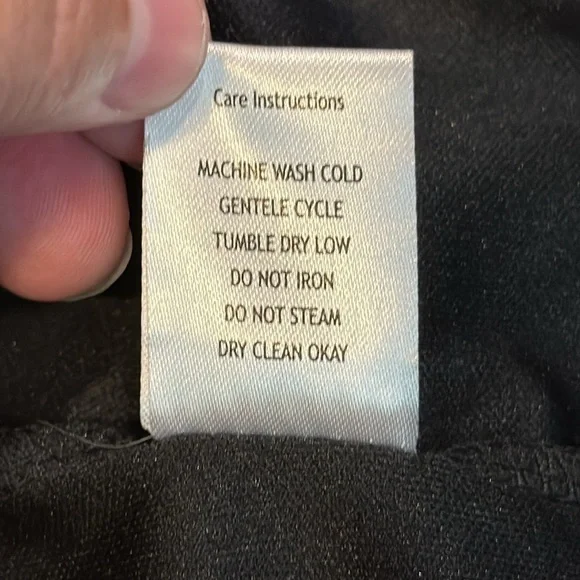 Care Instructions
MACHINE WASH COLD
GENTELE CYCLE
TUMBLE DRY LOW
DO NOT IRON
DO NOT STEAM
DRY CLEAN OKAY